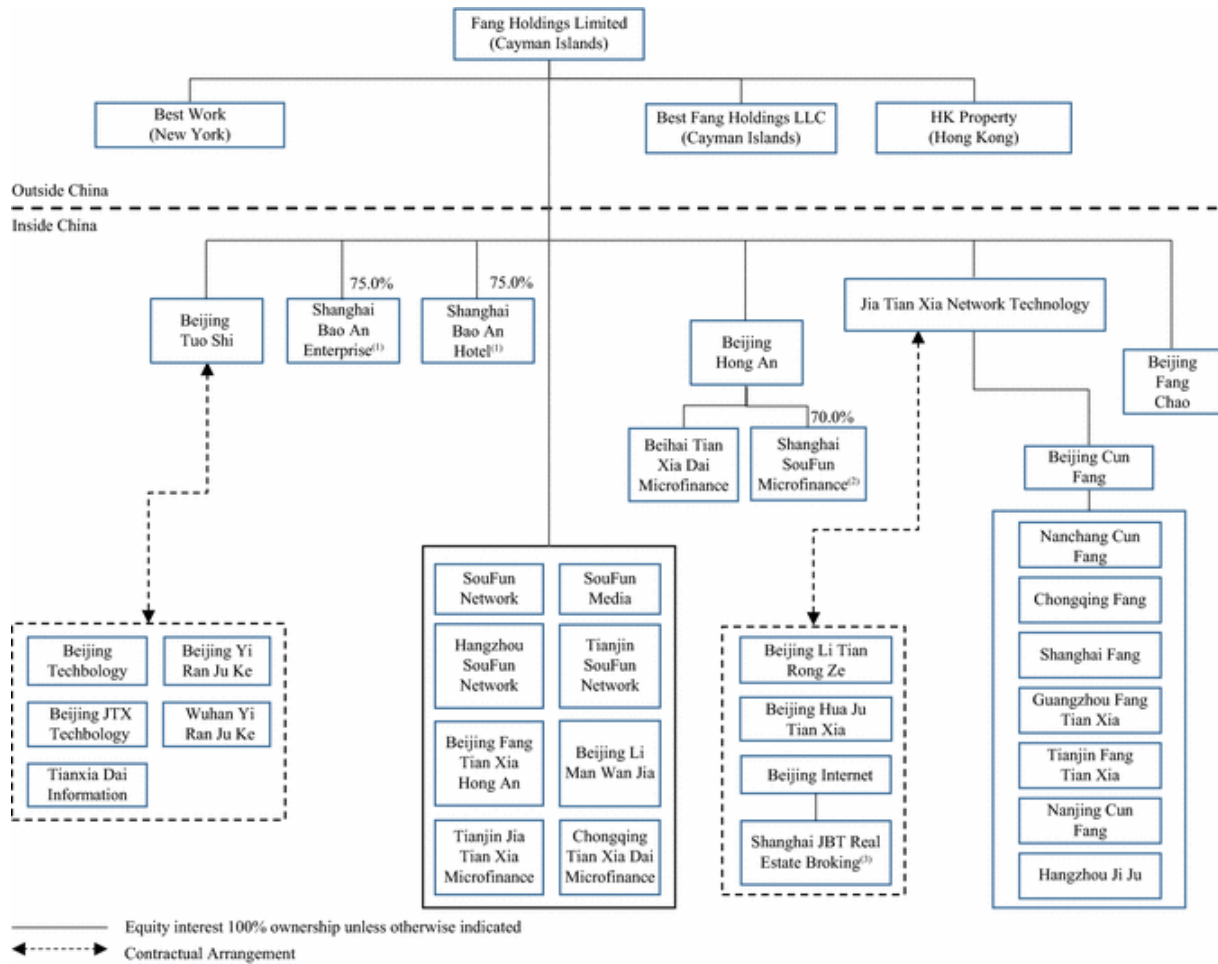 Fang Holdings Limited
(Cayman Islands)
Best Work
(New York)
Best Fang Holdings LLC
(Cayman Islands)
HK Property
(Hong Kong)
Outside China
Inside China
75.0%
75.0%
Beijing
Tuo Shi
Shanghai
Bao An
Enterprise(1)
Shanghai
Bao An
Hotel(1)
Beijing
Hong An
Jia Tian Xia Network Technology
Beijing
Fang
Chao
70.0%
Beihai Tian
Xia Dai
Microfinance
Shanghai
SouFun
Microfinance(2)
Beijing Cun
Fang
Beijing
Techbology
Beijing Yi
Ran Ju Ke
Beijing JTX
Techbology
Wuhan Yi
Ran Ju Ke
Tianxia Dai
Information
SouFun
Network
SouFun
Media
Hangzhou
SouFun
Network
Tianjin
SouFun
Network
Beijing Fang
Tian Xia
Hong An
Beijing Li
Man Wan Jia
Tianjin Jia
Tian Xia
Microfinance
Chongqing
Tian Xia Dai
Microfinance
Beijing Li Tian
Rong Ze
Beijing Hua Ju
Tian Xia
Beijing Internet
Shanghai JBT Real
Estate Broking(3)
Nanchang Cun
Fang
Chongqing Fang
Shanghai Fang
Guangzhou Fang
Tian Xia
Tianjin Fang
Tian Xia
Nanjing Cun
Fang
Hangzhou Ji Ju
Equity interest 100% ownership unless otherwise indicated
Contractual Arrangement